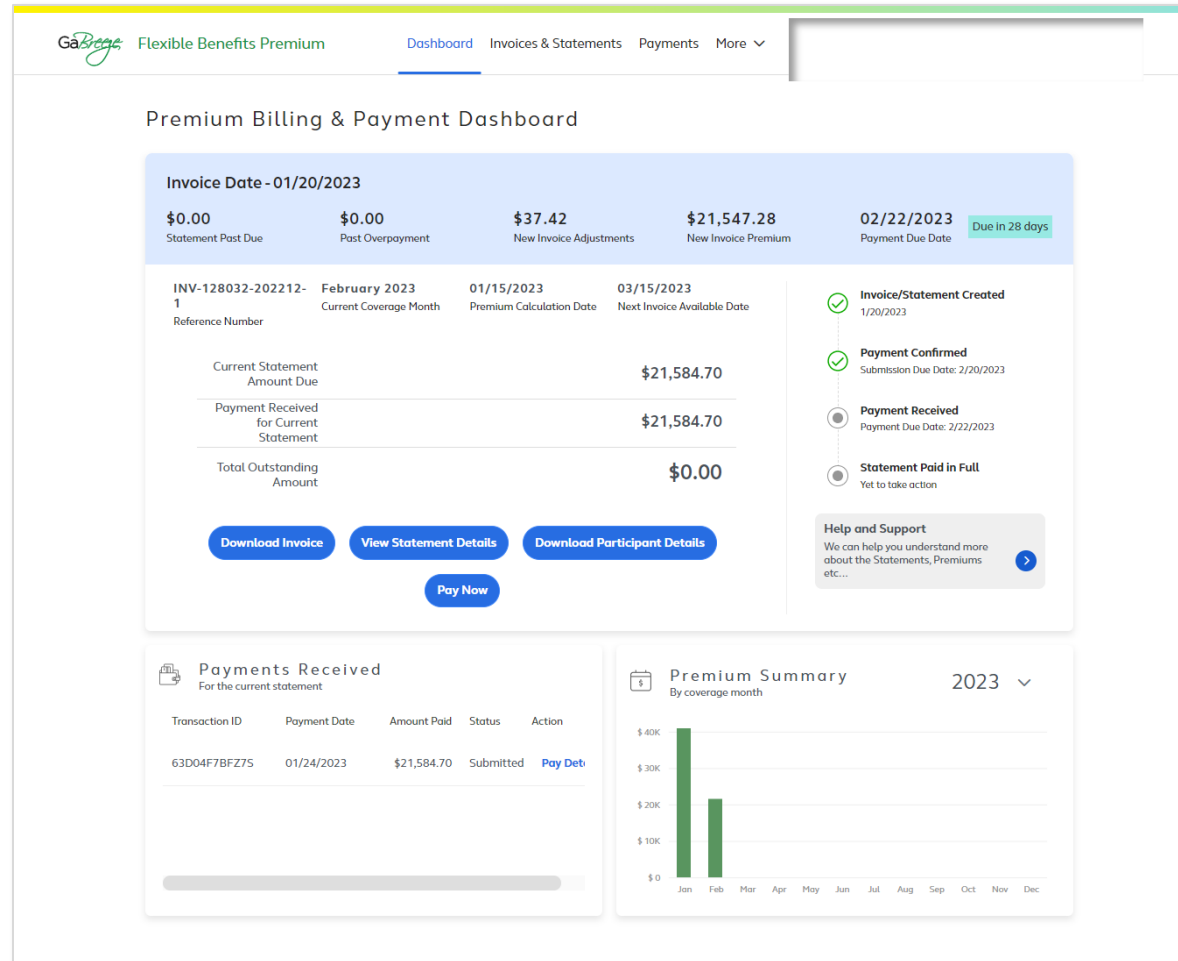 GaBreeze Flexible Benefits Premium
Dashboard Invoices & Statements Payments More
Premium Billing & Payment Dashboard
Invoice Date - 01/20/2023
$0.00 $0.00 $37.42 $21,547.28 02/22/2023 Due in 28 days
Statement Past Due Past Overpayment New Invoice Adjustments New Invoice Premium Payment Due Date
INV-128032-202212- February 2023 01/15/2023 03/15/2023
1 Current Coverage Month Premium Calculation Date Next Invoice Available Date
Reference Number
Current Statement
Amount Due
$21,584.70
Payment Received
for Current
Statement
$21,584.70
Total Outstanding
Amount
$0.00
Download Invoice View Statement Details Download Participant Details
Pay Now
Invoice/Statement Created
1/20/2023
Payment Confirmed
Submission Due Date: 2/20/2023
Payment Received
Payment Due Date: 2/22/2023
Statement Paid in Full
Yet to take action
Help and Support
We can help you understand more
about the Statements, Premiums
etc...
Payments Received
For the current statement
Transaction ID Payment Date Amount Paid Status Action
63D04F7BFZ7S 01/24/2023 $21,584.70 Submitted Pay Det
Premium Summary
By coverage month
2023
$ 40K
$ 30K
$ 20K
$ 10K
$ 0
Jan Feb Mar Apr May Jun Jul Aug Sep Oct Nov Dec